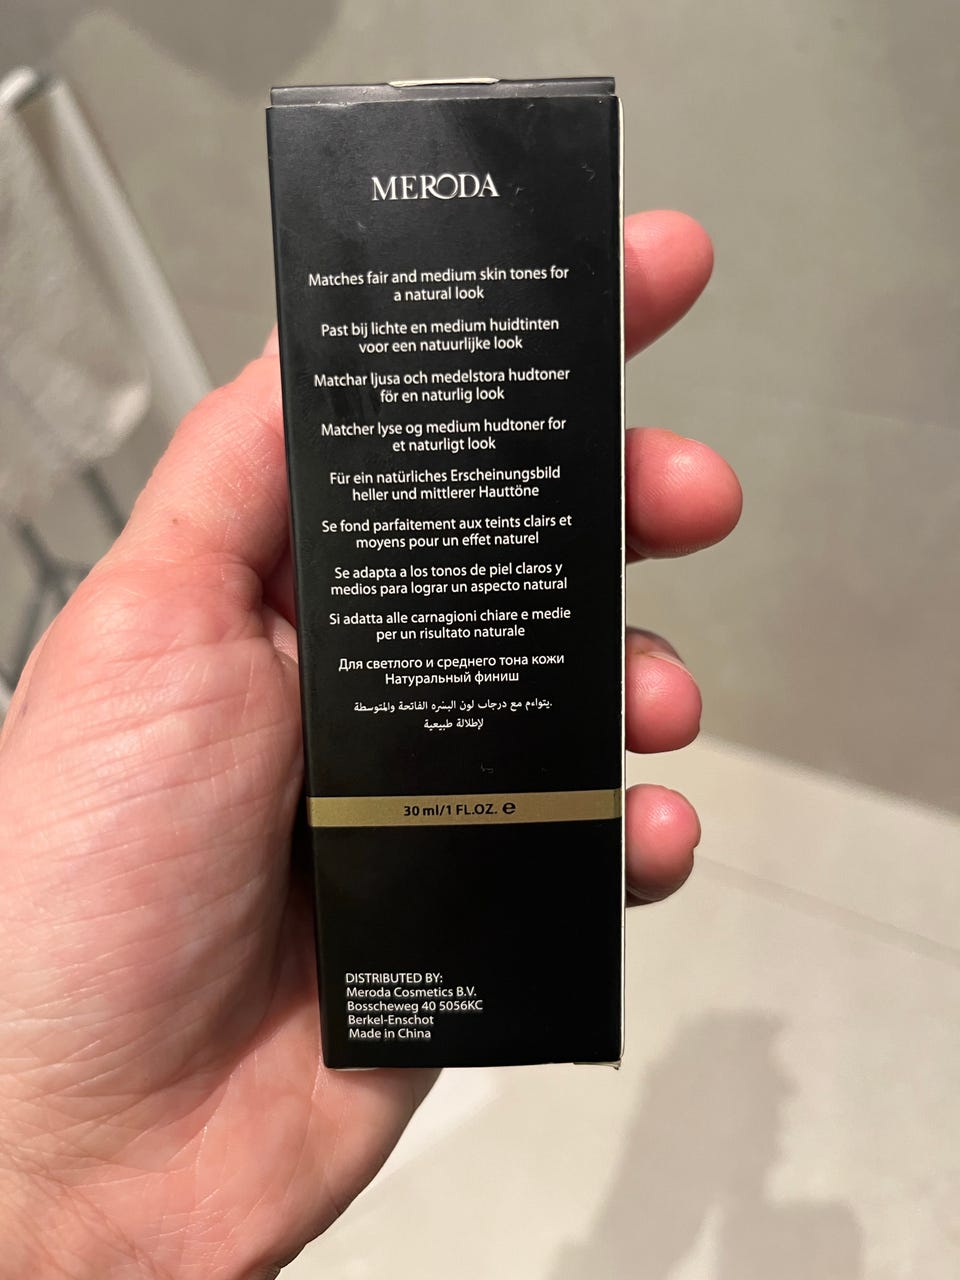 MERODA
Matches fair and medium skin tones for
a natural look
Past bij lichte en medium huidtinten
voor een natuurlijke look
Matchar ljusa och medelstora hudtoner
för en naturlig look
Matcher lyse og medium hudtoner for
et naturligt look
Für ein natürliches Erscheinungsbild
heller und mittlerer Hauttöne
Se fond parfaitement aux teints clairs et
moyens pour un effet naturel
Se adapta a los tonos de piel claros y
medios para lograr un aspecto natural
Si adatta alle carnagioni chiare e medie
per un risultato naturale
Для светлого и среднего тона кожи
Натуральный финиш
يتواءم مع درجات لون البشره الفاتحة والمتوسطة.
لإطلالة طبيعية
30 ml/1 FL.OZ. ℮
DISTRIBUTED BY:
Meroda Cosmetics B.V.
Bosscheweg 40 5056KC
Berkel-Enschot
Made in China